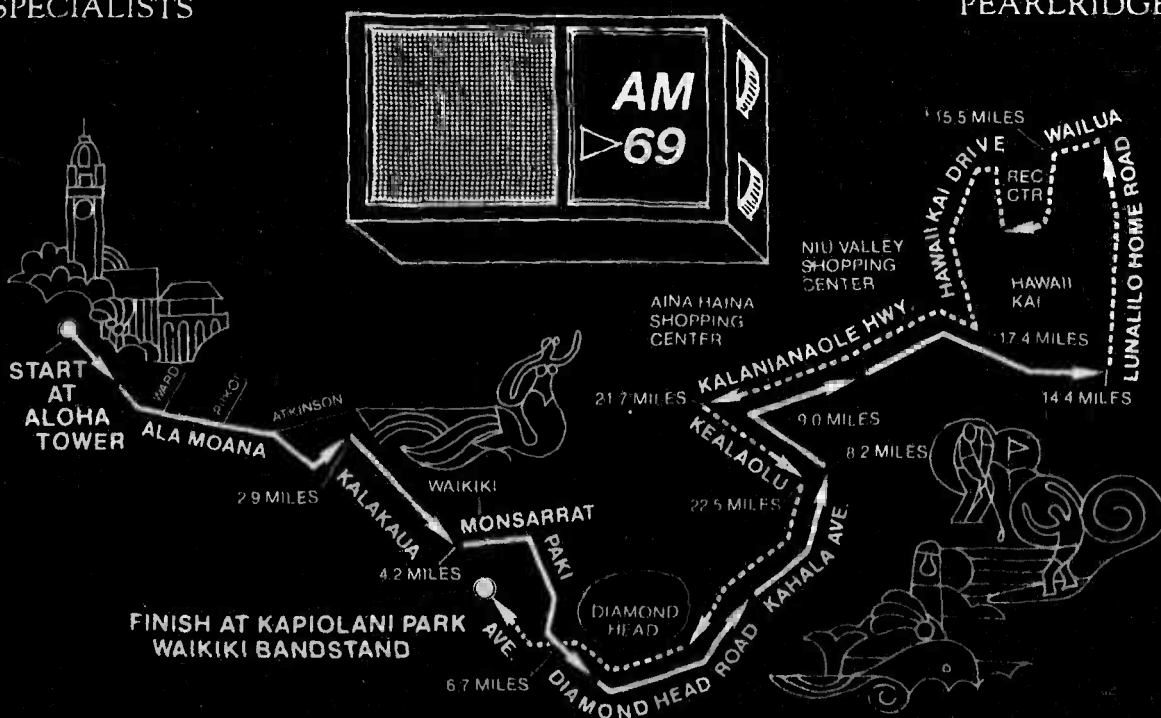 SPECIALISTS
PEARLRIDGE
AM
69
15.5 MILES
WAILUA
HAWAII KAI DRIVE
REC
CTR
LUNALILO HOME ROAD
NIU VALLEY
SHOPPING
CENTER
HAWAII
KAI
AINA HAINA
SHOPPING
CENTER
KALANIANAOLE HWY.
17.4 MILES
14.4 MILES
START
AT
ALOHA
TOWER
WARD
PIIKOI
ATKINSON
ALA MOANA
2.9 MILES
KALAKAUA
21.7 MILES
9.0 MILES
KEALAOLU
8.2 MILES
22.5 MILES
WAIKIKI
MONSARRAT
PAKI
4.2 MILES
KAHALA AVE.
FINISH AT KAPIOLANI PARK
WAIKIKI BANDSTAND
AVE.
DIAMOND
HEAD
6.7 MILES
DIAMOND HEAD ROAD